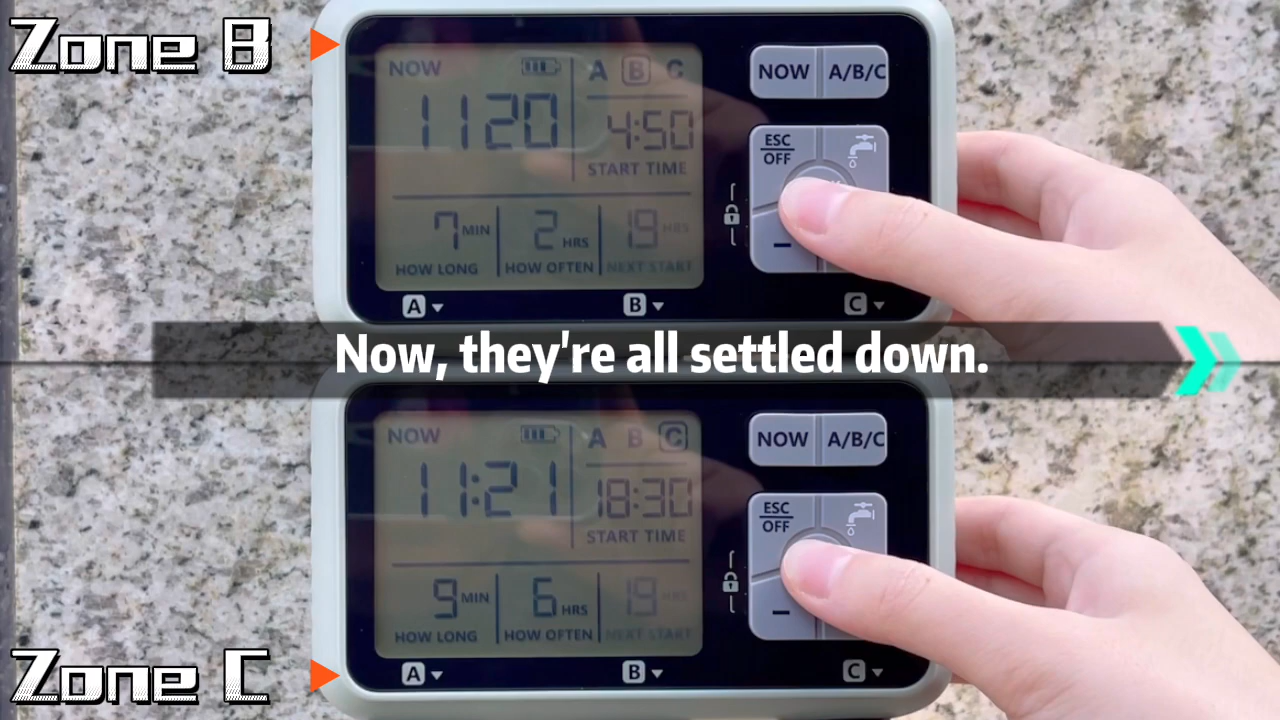 Zone B
NOW
A B C
1120
4:50
START TIME
7 MIN
2 HRS
19 HRS
HOW LONG
HOW OFTEN
NEXT START
A B C
NOW A/B/C
ESC
OFF
−
Now, they're all settled down.
NOW
A B C
11:21
18:30
START TIME
9 MIN
6 HRS
19 HRS
HOW LONG
HOW OFTEN
NEXT START
A B C
NOW A/B/C
ESC
OFF
−
Zone C